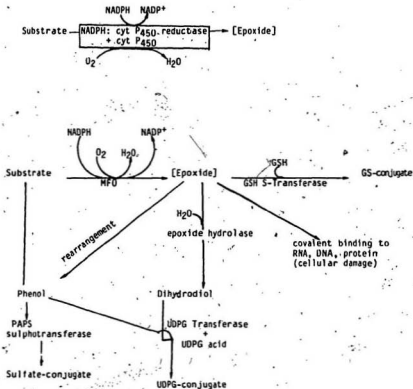 NADPH NADP+
Substrate NADPH: cyt P450 reductase [Epoxide]
+ cyt P450
O2 H2O
NADPH NADP+
O2 H2O
Substrate [Epoxide] GSH GS-conjugate
MFO GSH S-Transferase
H2O
rearrangement epoxide hydrolase
covalent binding to
RNA, DNA, protein
(cellular damage)
Phenol Dihydrodiol
PAPS
sulphotransferase
UDPG Transferase
+
UDPG acid
Sulfate-conjugate
UDPG-conjugate